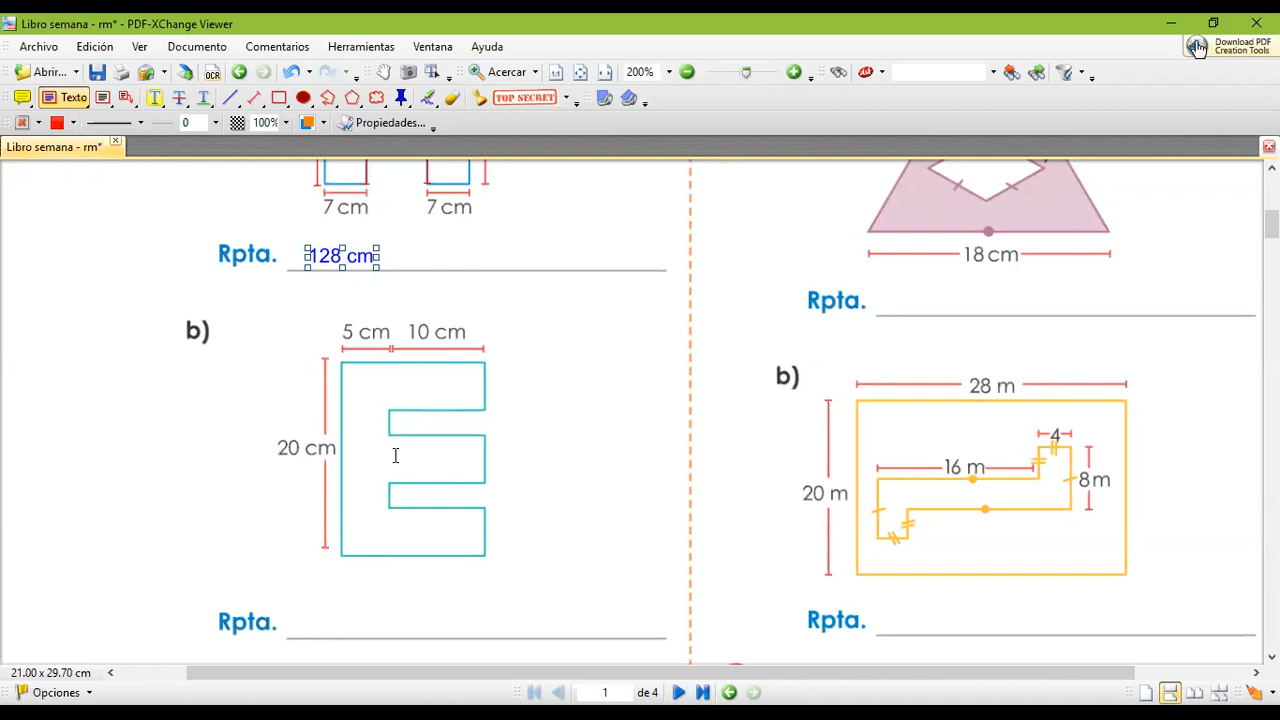 Libro semana - rm* - PDF-XChange Viewer
Archivo Edición Ver Documento Comentarios Herramientas Ventana Ayuda
Download PDF
Creation Tools
Abrir... OCR Acercar 200%
Texto TOP SECRET
0 100% Propiedades...
Libro semana - rm*
7 cm 7 cm
Rpta. 128 cm
b)
5 cm 10 cm
20 cm
Rpta.
18 cm
Rpta.
b)
28 m
4
16 m
8 m
20 m
Rpta.
21.00 x 29.70 cm
Opciones 1 de 4